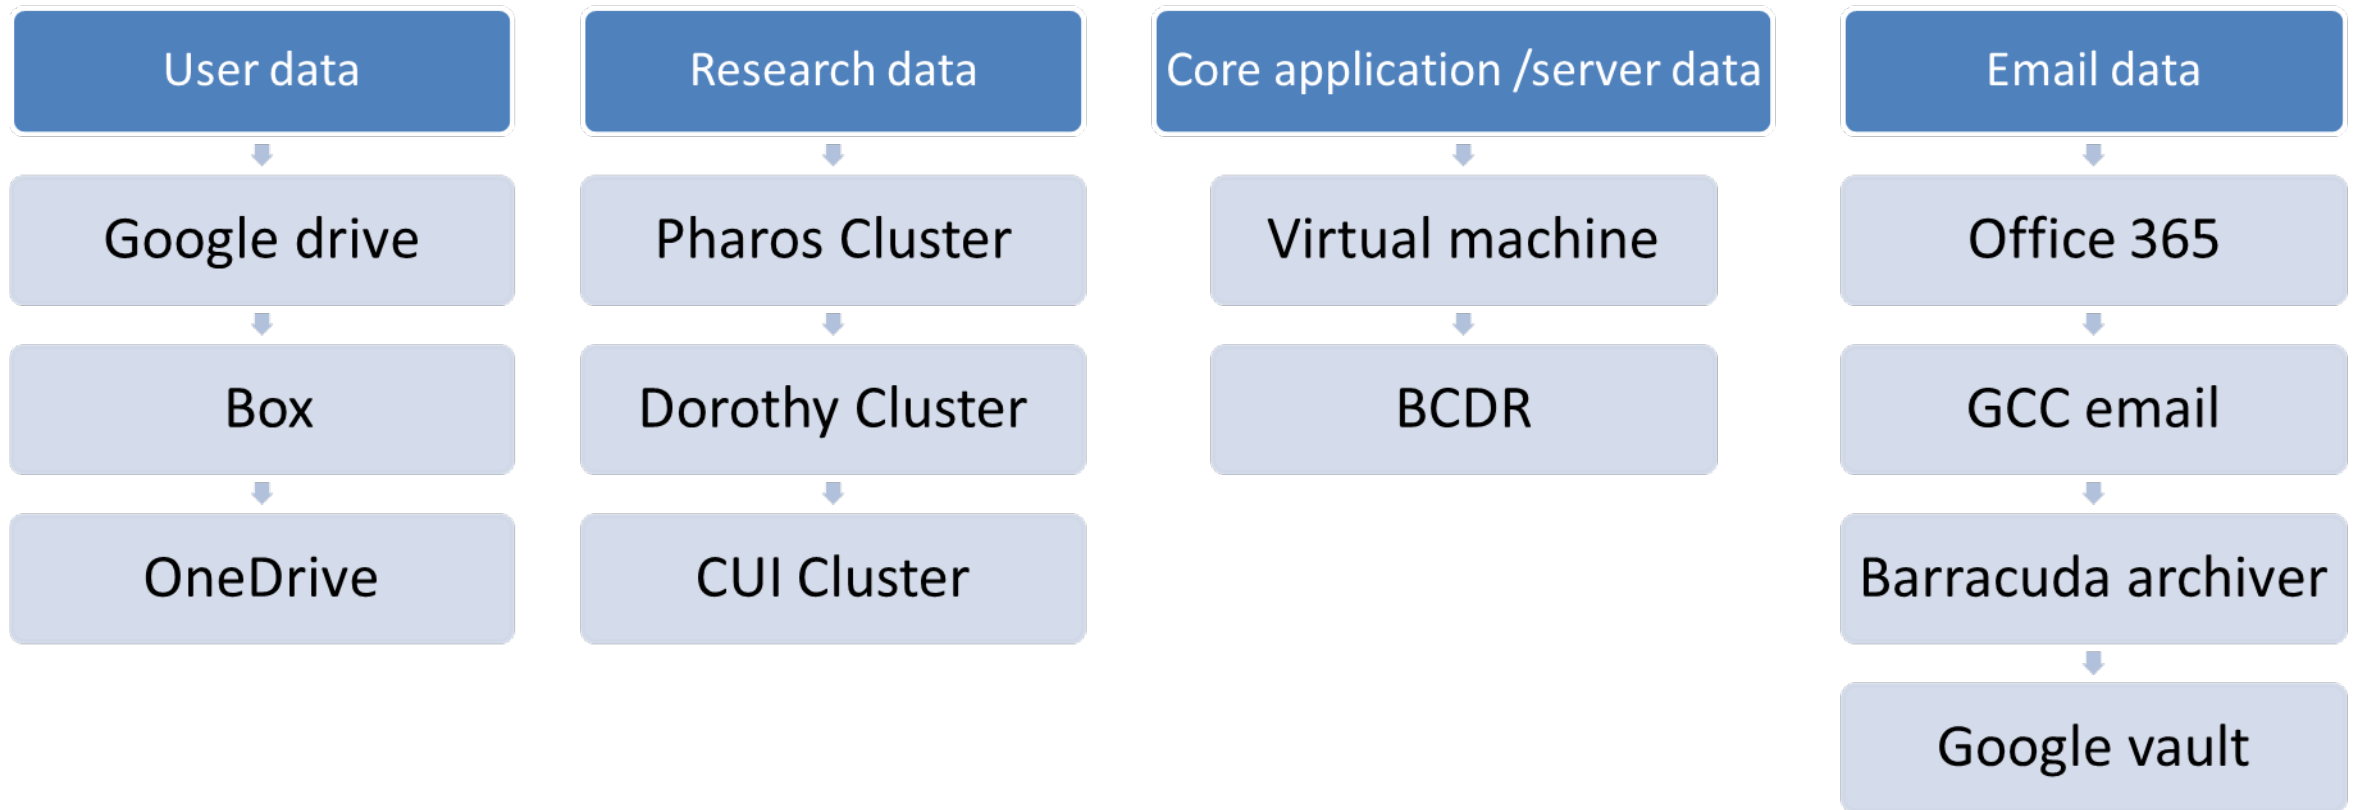 User data
Google drive
Box
OneDrive
Research data
Pharos Cluster
Dorothy Cluster
CUI Cluster
Core application /server data
Virtual machine
BCDR
Email data
Office 365
GCC email
Barracuda archiver
Google vault